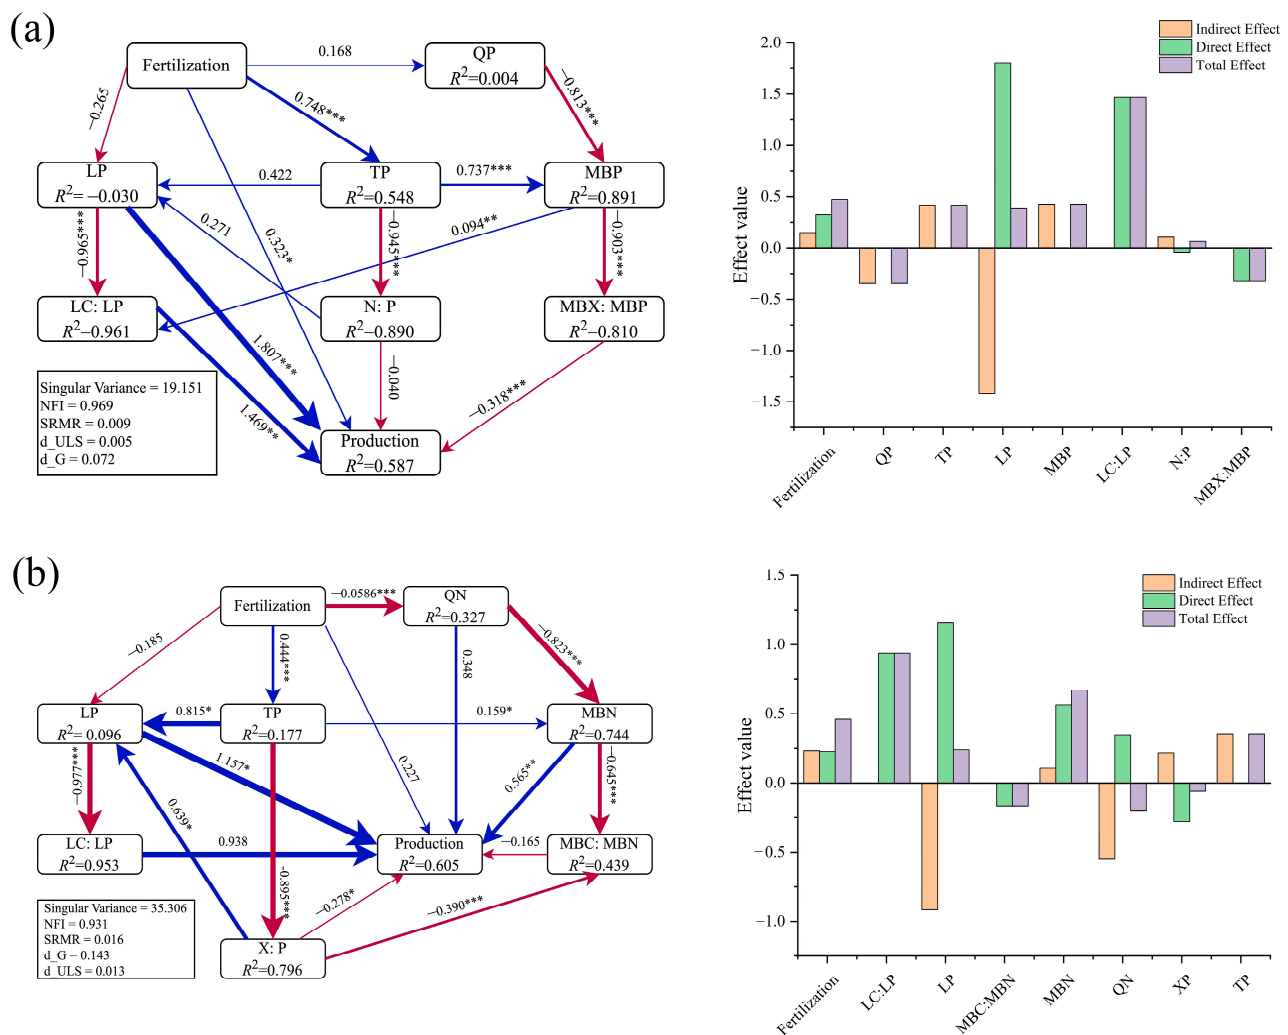 (a)
Fertilization
0.168
QP
R²=0.004
−0.265
0.748***
−0.813***
LP
R²= −0.030
0.422
TP
R²=0.548
0.737***
MBP
R²=0.891
−0.965***
0.271
0.323*
−0.945***
0.094**
−0.903***
LC: LP
R²−0.961
N: P
R²−0.890
MBX: MBP
R²−0.810
1.807***
1.469**
−0.040
−0.318***
Production
R²=0.587
Singular Variance = 19.151
NFI = 0.969
SRMR = 0.009
d_ULS = 0.005
d_G = 0.072
Indirect Effect
Direct Effect
Total Effect
Effect value
2.0
1.5
1.0
0.5
0.0
−0.5
−1.0
−1.5
Fertilization
QP
TP
LP
MBP
LC:LP
N:P
MBX:MBP
(b)
Fertilization
−0.0586***
QN
R²=0.327
−0.185
0.444***
0.348
−0.823***
LP
R²= 0.096
0.815*
TP
R²=0.177
0.159*
MBN
R²=0.744
−0.977***
1.157*
0.227
0.565**
−0.645***
0.639*
LC: LP
R²=0.953
0.938
Production
R²=0.605
−0.165
MBC: MBN
R²=0.439
−0.895***
−0.278*
−0.390***
X: P
R²=0.796
Singular Variance = 35.306
NFI = 0.931
SRMR = 0.016
d_G − 0.143
d_ULS = 0.013
Indirect Effect
Direct Effect
Total Effect
Effect value
1.5
1.0
0.5
0.0
−0.5
−1.0
Fertilization
LC:LP
LP
MBC:MBN
MBN
QN
XP
TP